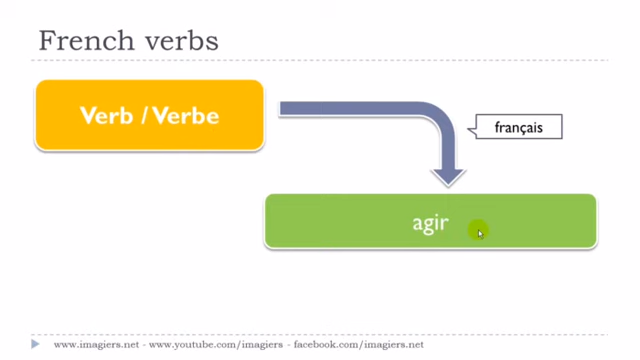 French verbs
Verb / Verbe
français
agir
www.imagiers.net - www.youtube.com/imagiers - facebook.com/imagiers.net